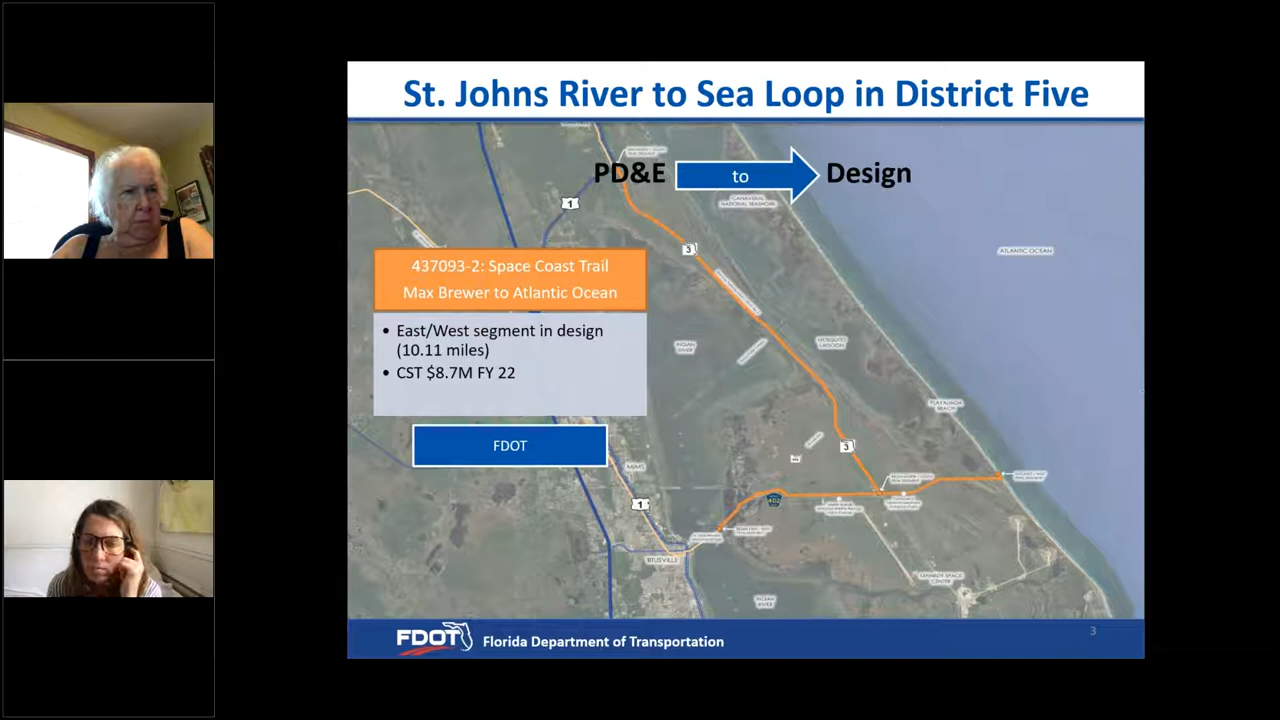 St. Johns River to Sea Loop in District Five
PD&E
to
Design
1
CANAVERAL
NATIONAL SEASHORE
3
ATLANTIC OCEAN
437093-2: Space Coast Trail
Max Brewer to Atlantic Ocean
• East/West segment in design
(10.11 miles)
• CST $8.7M FY 22
INDIAN
RIVER
MOSQUITO
LAGOON
PLAYALINDA
BEACH
FDOT
3
MIMS
1
402
TITUSVILLE
KENNEDY SPACE
CENTER
INDIAN
RIVER
FDOT
Florida Department of Transportation
3